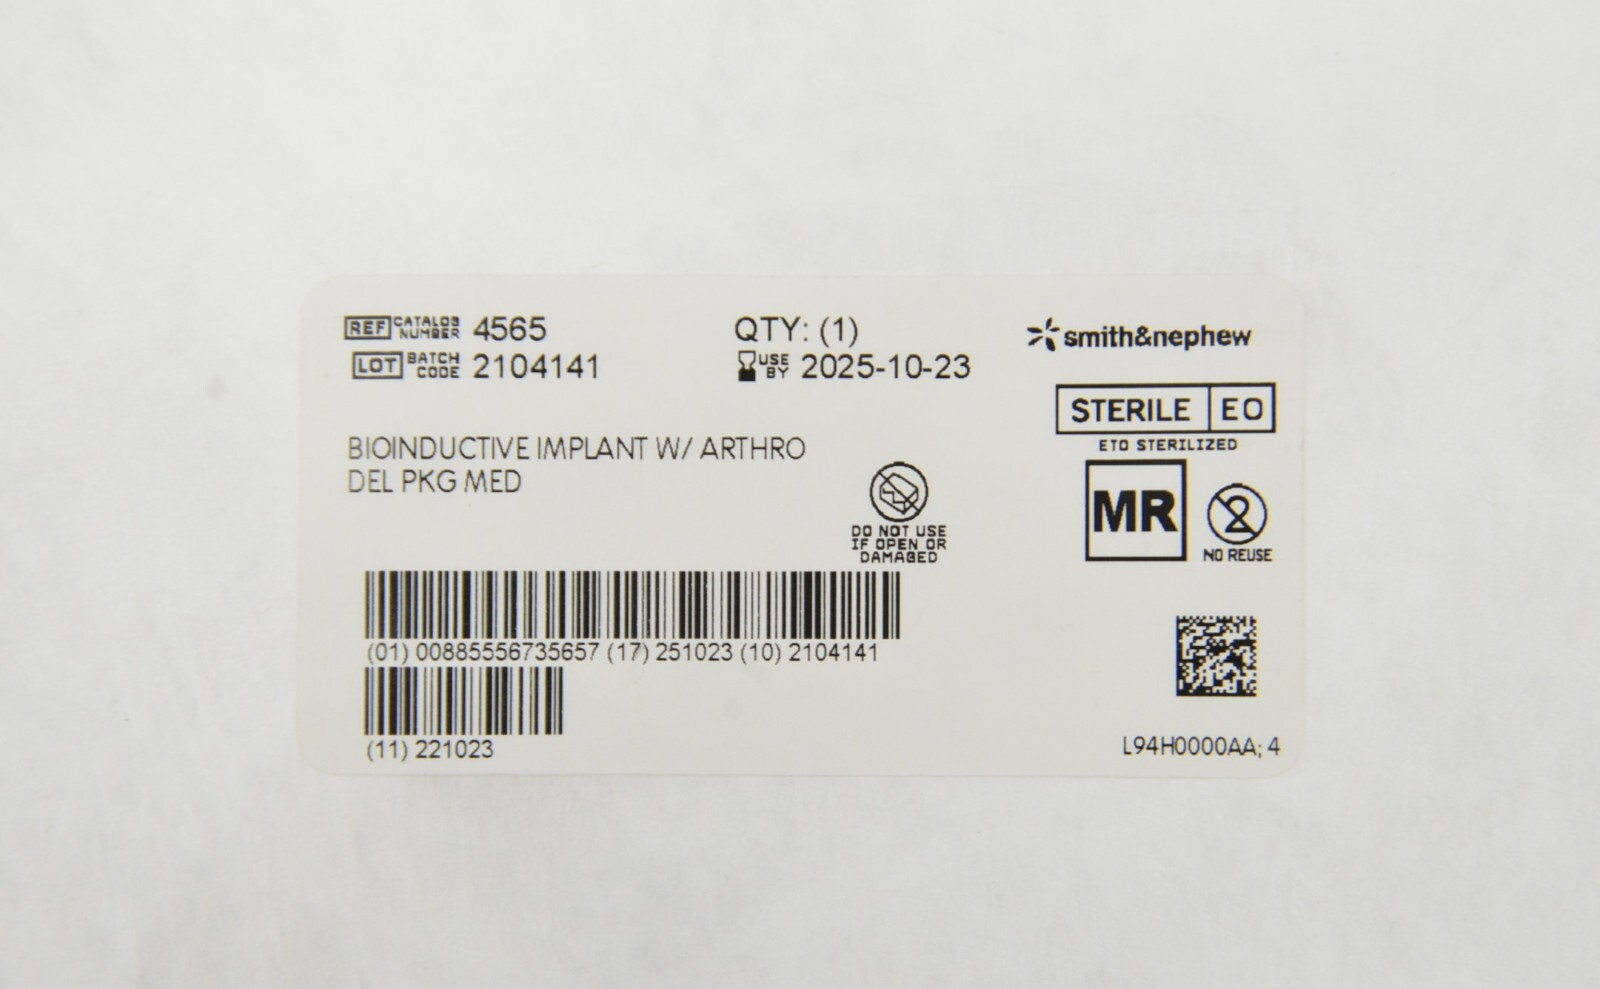 REF CATALOG NUMBER 4565
LOT BATCH CODE 2104141
QTY: (1)
USE BY 2025-10-23
smith&nephew
STERILE EO
ETO STERILIZED
BIOINDUCTIVE IMPLANT W/ ARTHRO
DEL PKG MED
DO NOT USE
IF OPEN OR
DAMAGED
MR
2
NO REUSE
(01) 00885556735657 (17) 251023 (10) 2104141
(11) 221023
L94H0000AA; 4